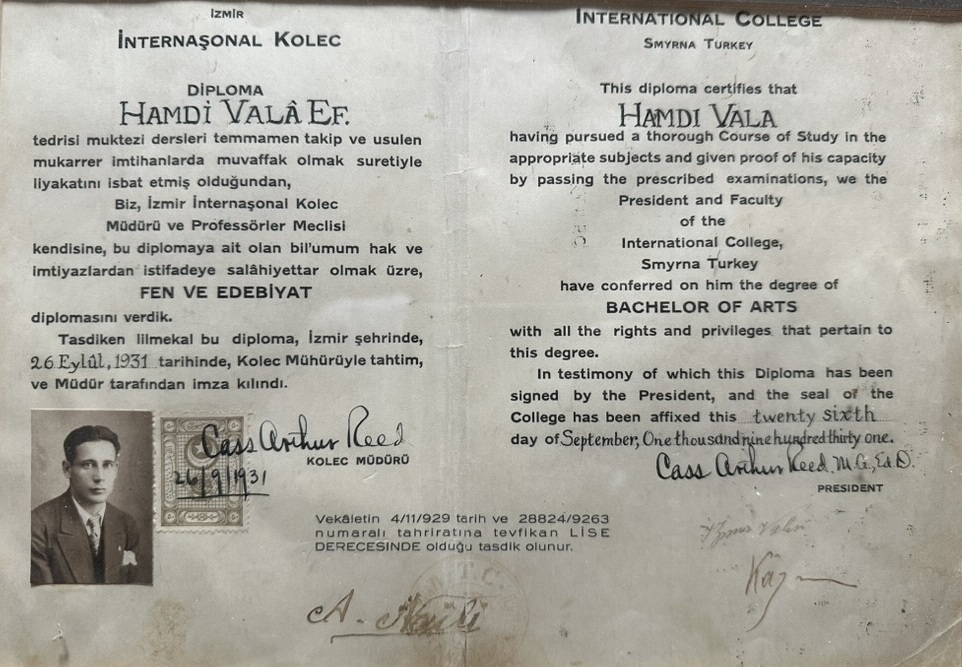 İZMİR
İNTERNAŞONAL KOLEC
DİPLOMA
HAMDİ VALÂ EF.
tedrisi muktezi dersleri temmamen takip ve usulen
mukarrer imtihanlarda muvaffak olmak suretiyle
liyakatını isbat etmiş olduğundan,
Biz, İzmir İnternaşonal Kolec
Müdürü ve Professörler Meclisi
kendisine, bu diplomaya ait olan bil'umum hak ve
imtiyazlardan istifadeye salâhiyettar olmak üzre,
FEN VE EDEBİYAT
diplomasını verdik.
Tasdiken lilmekal bu diploma, İzmir şehrinde,
26 Eylûl, 1931 tarihinde, Kolec Mühürüyle tahtim,
ve Müdür tarafından imza kılındı.
Cass Arthur Reed
KOLEC MÜDÜRÜ
26/9/1931
INTERNATIONAL COLLEGE
SMYRNA TURKEY
This diploma certifies that
HAMDI VALA
having pursued a thorough Course of Study in the
appropriate subjects and given proof of his capacity
by passing the prescribed examinations, we the
President and Faculty
of the
International College,
Smyrna Turkey
have conferred on him the degree of
BACHELOR OF ARTS
with all the rights and privileges that pertain to
this degree.
In testimony of which this Diploma has been
signed by the President, and the seal of the
College has been affixed this twenty sixth
day of September, One thousand nine hundred thirty one.
Cass Arthur Reed, M.A., Ed.D.
PRESIDENT
Vekâletin 4/11/929 tarih ve 28824/9263
numaralı tahriratına tevfikan LİSE
DERECESİNDE olduğu tasdik olunur.
T.C.
A. Naili